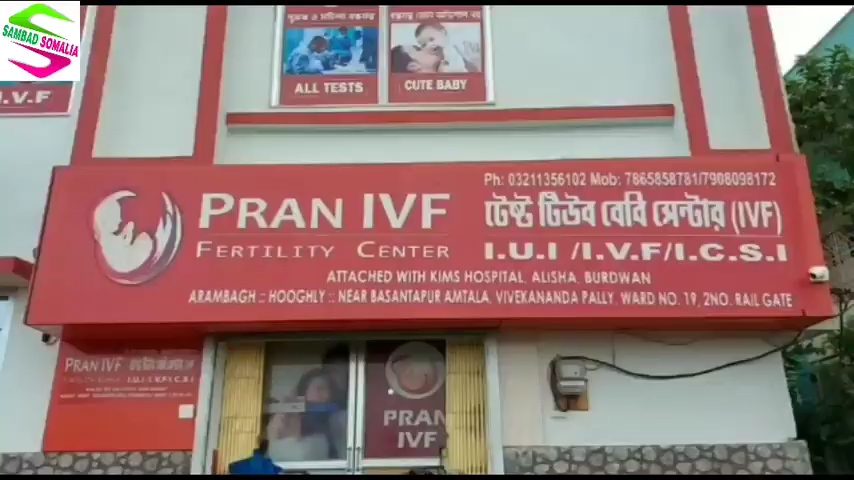 SAMBAD SOMALIA
I.V.F
ALL TESTS
CUTE BABY
Ph: 03211356102 Mob: 7865858781/7908098172
PRAN IVF
টেষ্ট টিউব বেবি সেন্টার (IVF)
FERTILITY CENTER
I.U.I /I.V.F/I.C.S.I
ATTACHED WITH KIMS HOSPITAL, ALISHA, BURDWAN
ARAMBAGH :: HOOGHLY :: NEAR BASANTAPUR AMTALA, VIVEKANANDA PALLY, WARD NO. 19, 2NO. RAIL GATE
PRAN IVF
PRAN
IVF